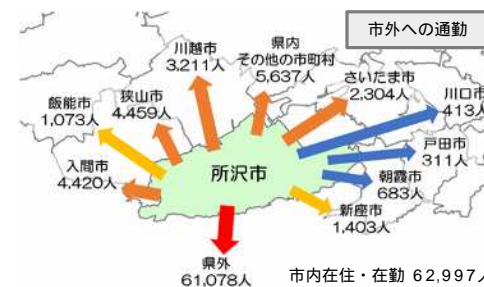 市外への通勤
川越市
3,211人
県内
その他の市町村
5,637人
さいたま市
2,304人
川口市
413人
飯能市
1,073人
狭山市
4,459人
戸田市
311人
入間市
4,420人
所沢市
朝霞市
683人
新座市
1,403人
県外
61,078人
市内在住・在勤 62,997人